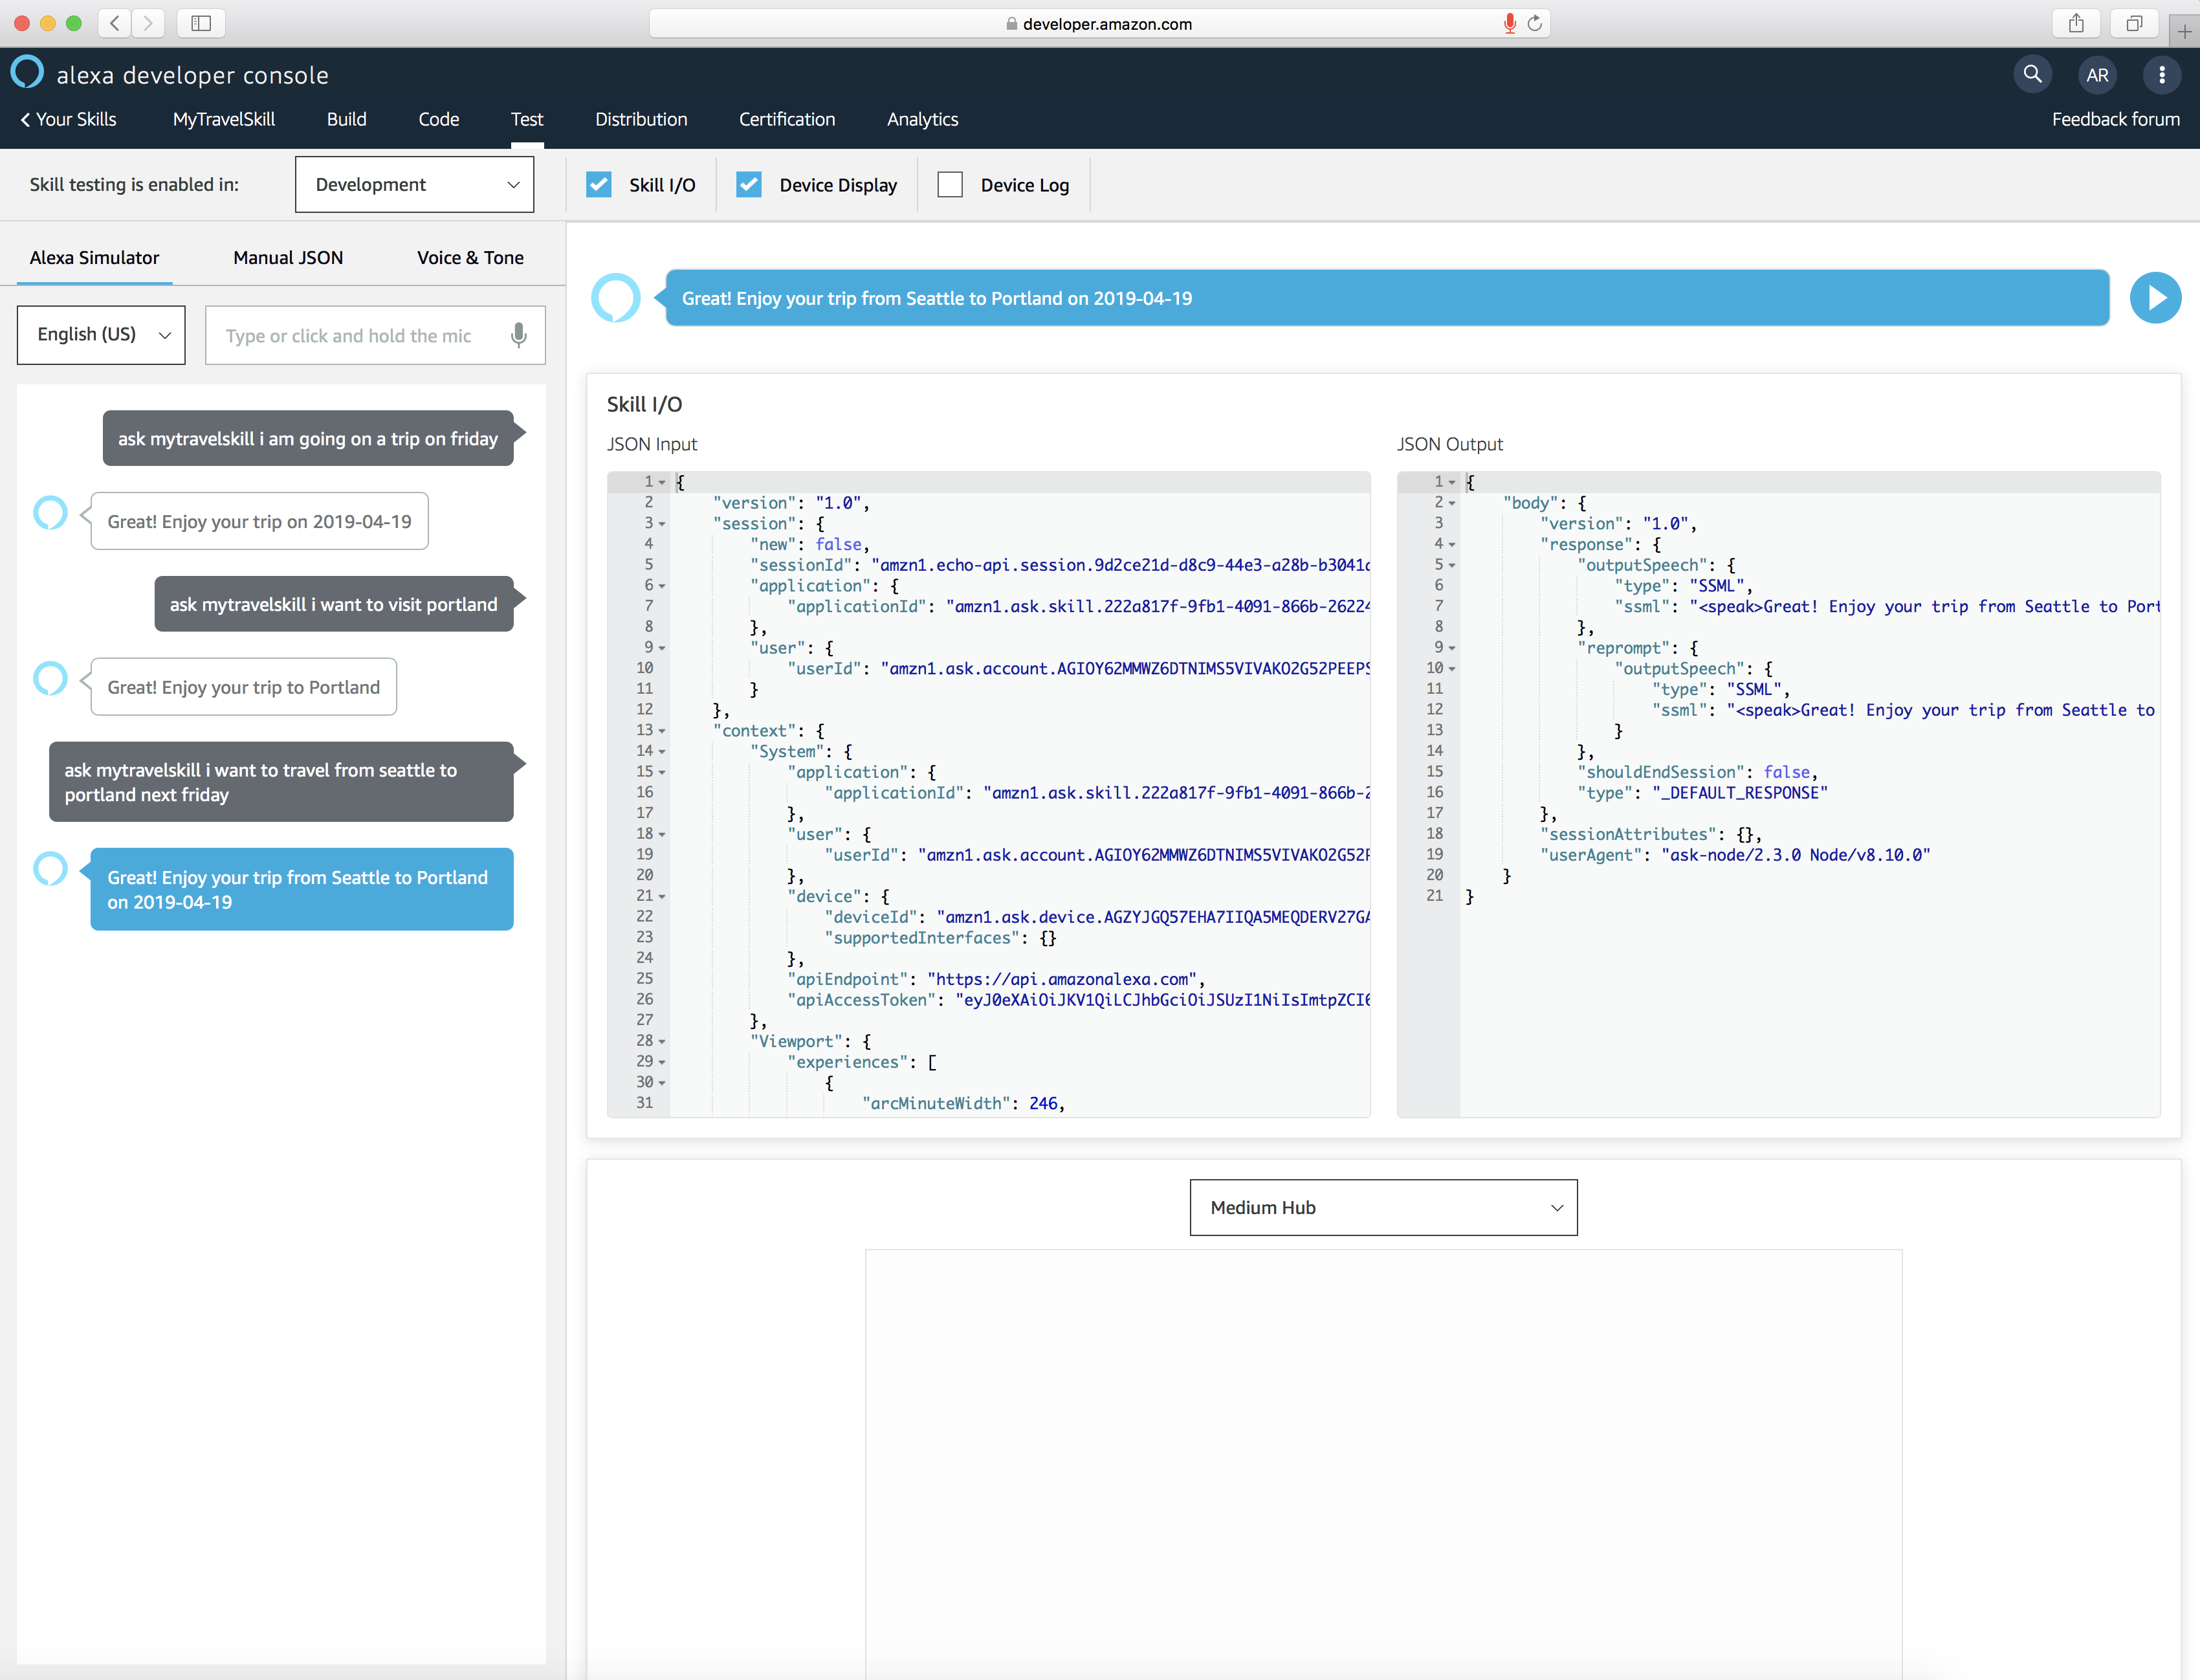 developer.amazon.com
alexa developer console
AR
Your Skills
MyTravelSkill
Build
Code
Test
Distribution
Certification
Analytics
Feedback forum
Skill testing is enabled in:
Development
Skill I/O
Device Display
Device Log
Alexa Simulator
Manual JSON
Voice & Tone
English (US)
Type or click and hold the mic
ask mytravelskill i am going on a trip on friday
Great! Enjoy your trip on 2019-04-19
ask mytravelskill i want to visit portland
Great! Enjoy your trip to Portland
ask mytravelskill i want to travel from seattle to
portland next friday
Great! Enjoy your trip from Seattle to Portland
on 2019-04-19
Great! Enjoy your trip from Seattle to Portland on 2019-04-19
Skill I/O
JSON Input
1 {
2 "version": "1.0",
3 "session": {
4 "new": false,
5 "sessionId": "amzn1.echo-api.session.9d2ce21d-d8c9-44e3-a28b-b3041
6 "application": {
7 "applicationId": "amzn1.ask.skill.222a817f-9fb1-4091-866b-26224
8 },
9 "user": {
10 "userId": "amzn1.ask.account.AGIOY62MMWZ6DTNIMS5VIVAKO2G52PEEPS
11 }
12 },
13 "context": {
14 "System": {
15 "application": {
16 "applicationId": "amzn1.ask.skill.222a817f-9fb1-4091-866b-2
17 },
18 "user": {
19 "userId": "amzn1.ask.account.AGIOY62MMWZ6DTNIMS5VIVAKO2G52P
20 },
21 "device": {
22 "deviceId": "amzn1.ask.device.AGZYJGQ57EHA7IIQA5MEQDERV27GA
23 "supportedInterfaces": {}
24 },
25 "apiEndpoint": "https://api.amazonalexa.com",
26 "apiAccessToken": "eyJ0eXAiOiJKV1QiLCJhbGciOiJSUzI1NiIsImtpZCI6
27 },
28 "Viewport": {
29 "experiences": [
30 {
31 "arcMinuteWidth": 246,
JSON Output
1 {
2 "body": {
3 "version": "1.0",
4 "response": {
5 "outputSpeech": {
6 "type": "SSML",
7 "ssml": "<speak>Great! Enjoy your trip from Seattle to Port
8 },
9 "reprompt": {
10 "outputSpeech": {
11 "type": "SSML",
12 "ssml": "<speak>Great! Enjoy your trip from Seattle to
13 }
14 },
15 "shouldEndSession": false,
16 "type": "_DEFAULT_RESPONSE"
17 },
18 "sessionAttributes": {},
19 "userAgent": "ask-node/2.3.0 Node/v8.10.0"
20 }
21 }
Medium Hub